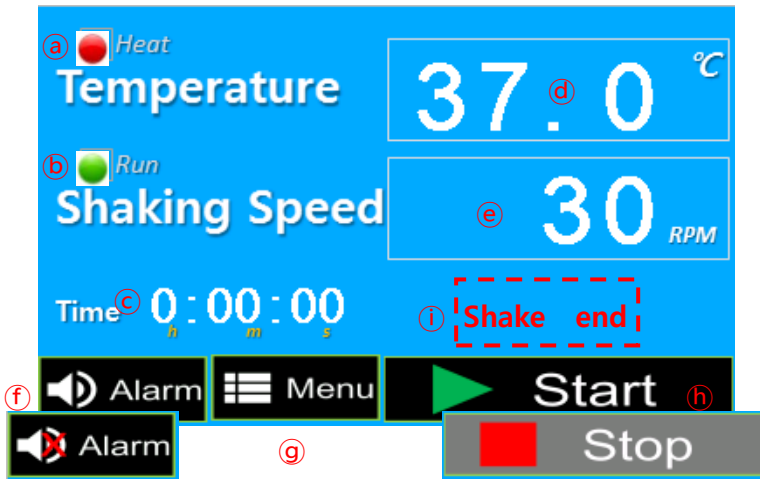 ⓐ Heat
Temperature
37.0 ℃
ⓓ
ⓑ Run
Shaking Speed
ⓔ 30 RPM
Time ⓒ 0:00:00
h m s
ⓘ Shake end
Alarm Menu Start ⓗ
ⓕ
Alarm ⓖ Stop